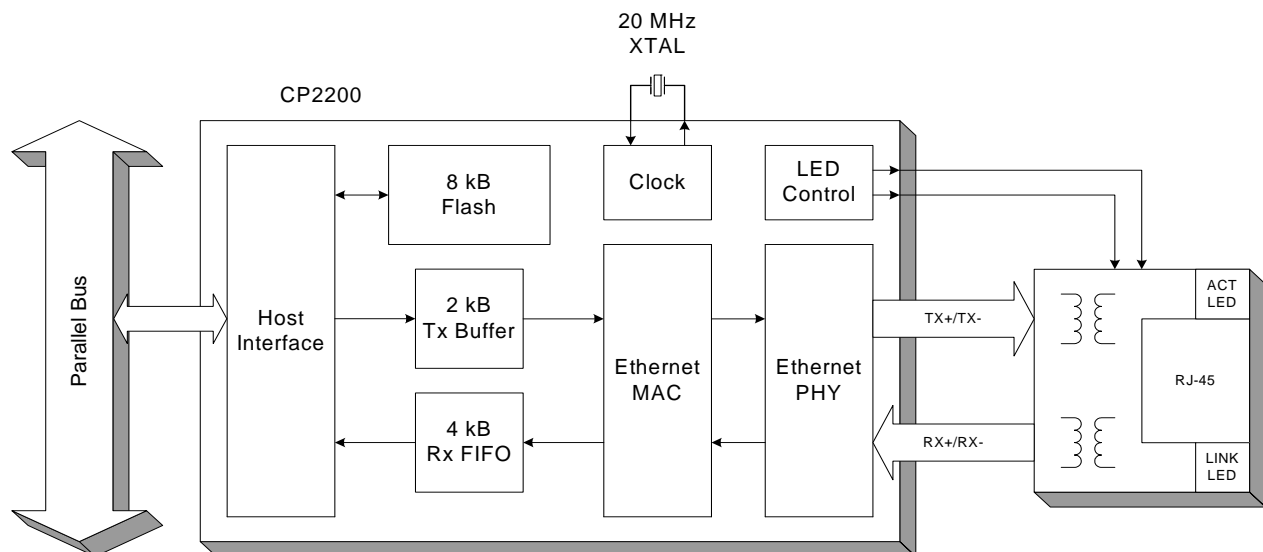 20 MHz
XTAL
CP2200
Parallel Bus
Host
Interface
8 kB
Flash
2 kB
Tx Buffer
4 kB
Rx FIFO
Clock
Ethernet
MAC
LED
Control
Ethernet
PHY
TX+/TX-
RX+/RX-
ACT
LED
RJ-45
LINK
LED